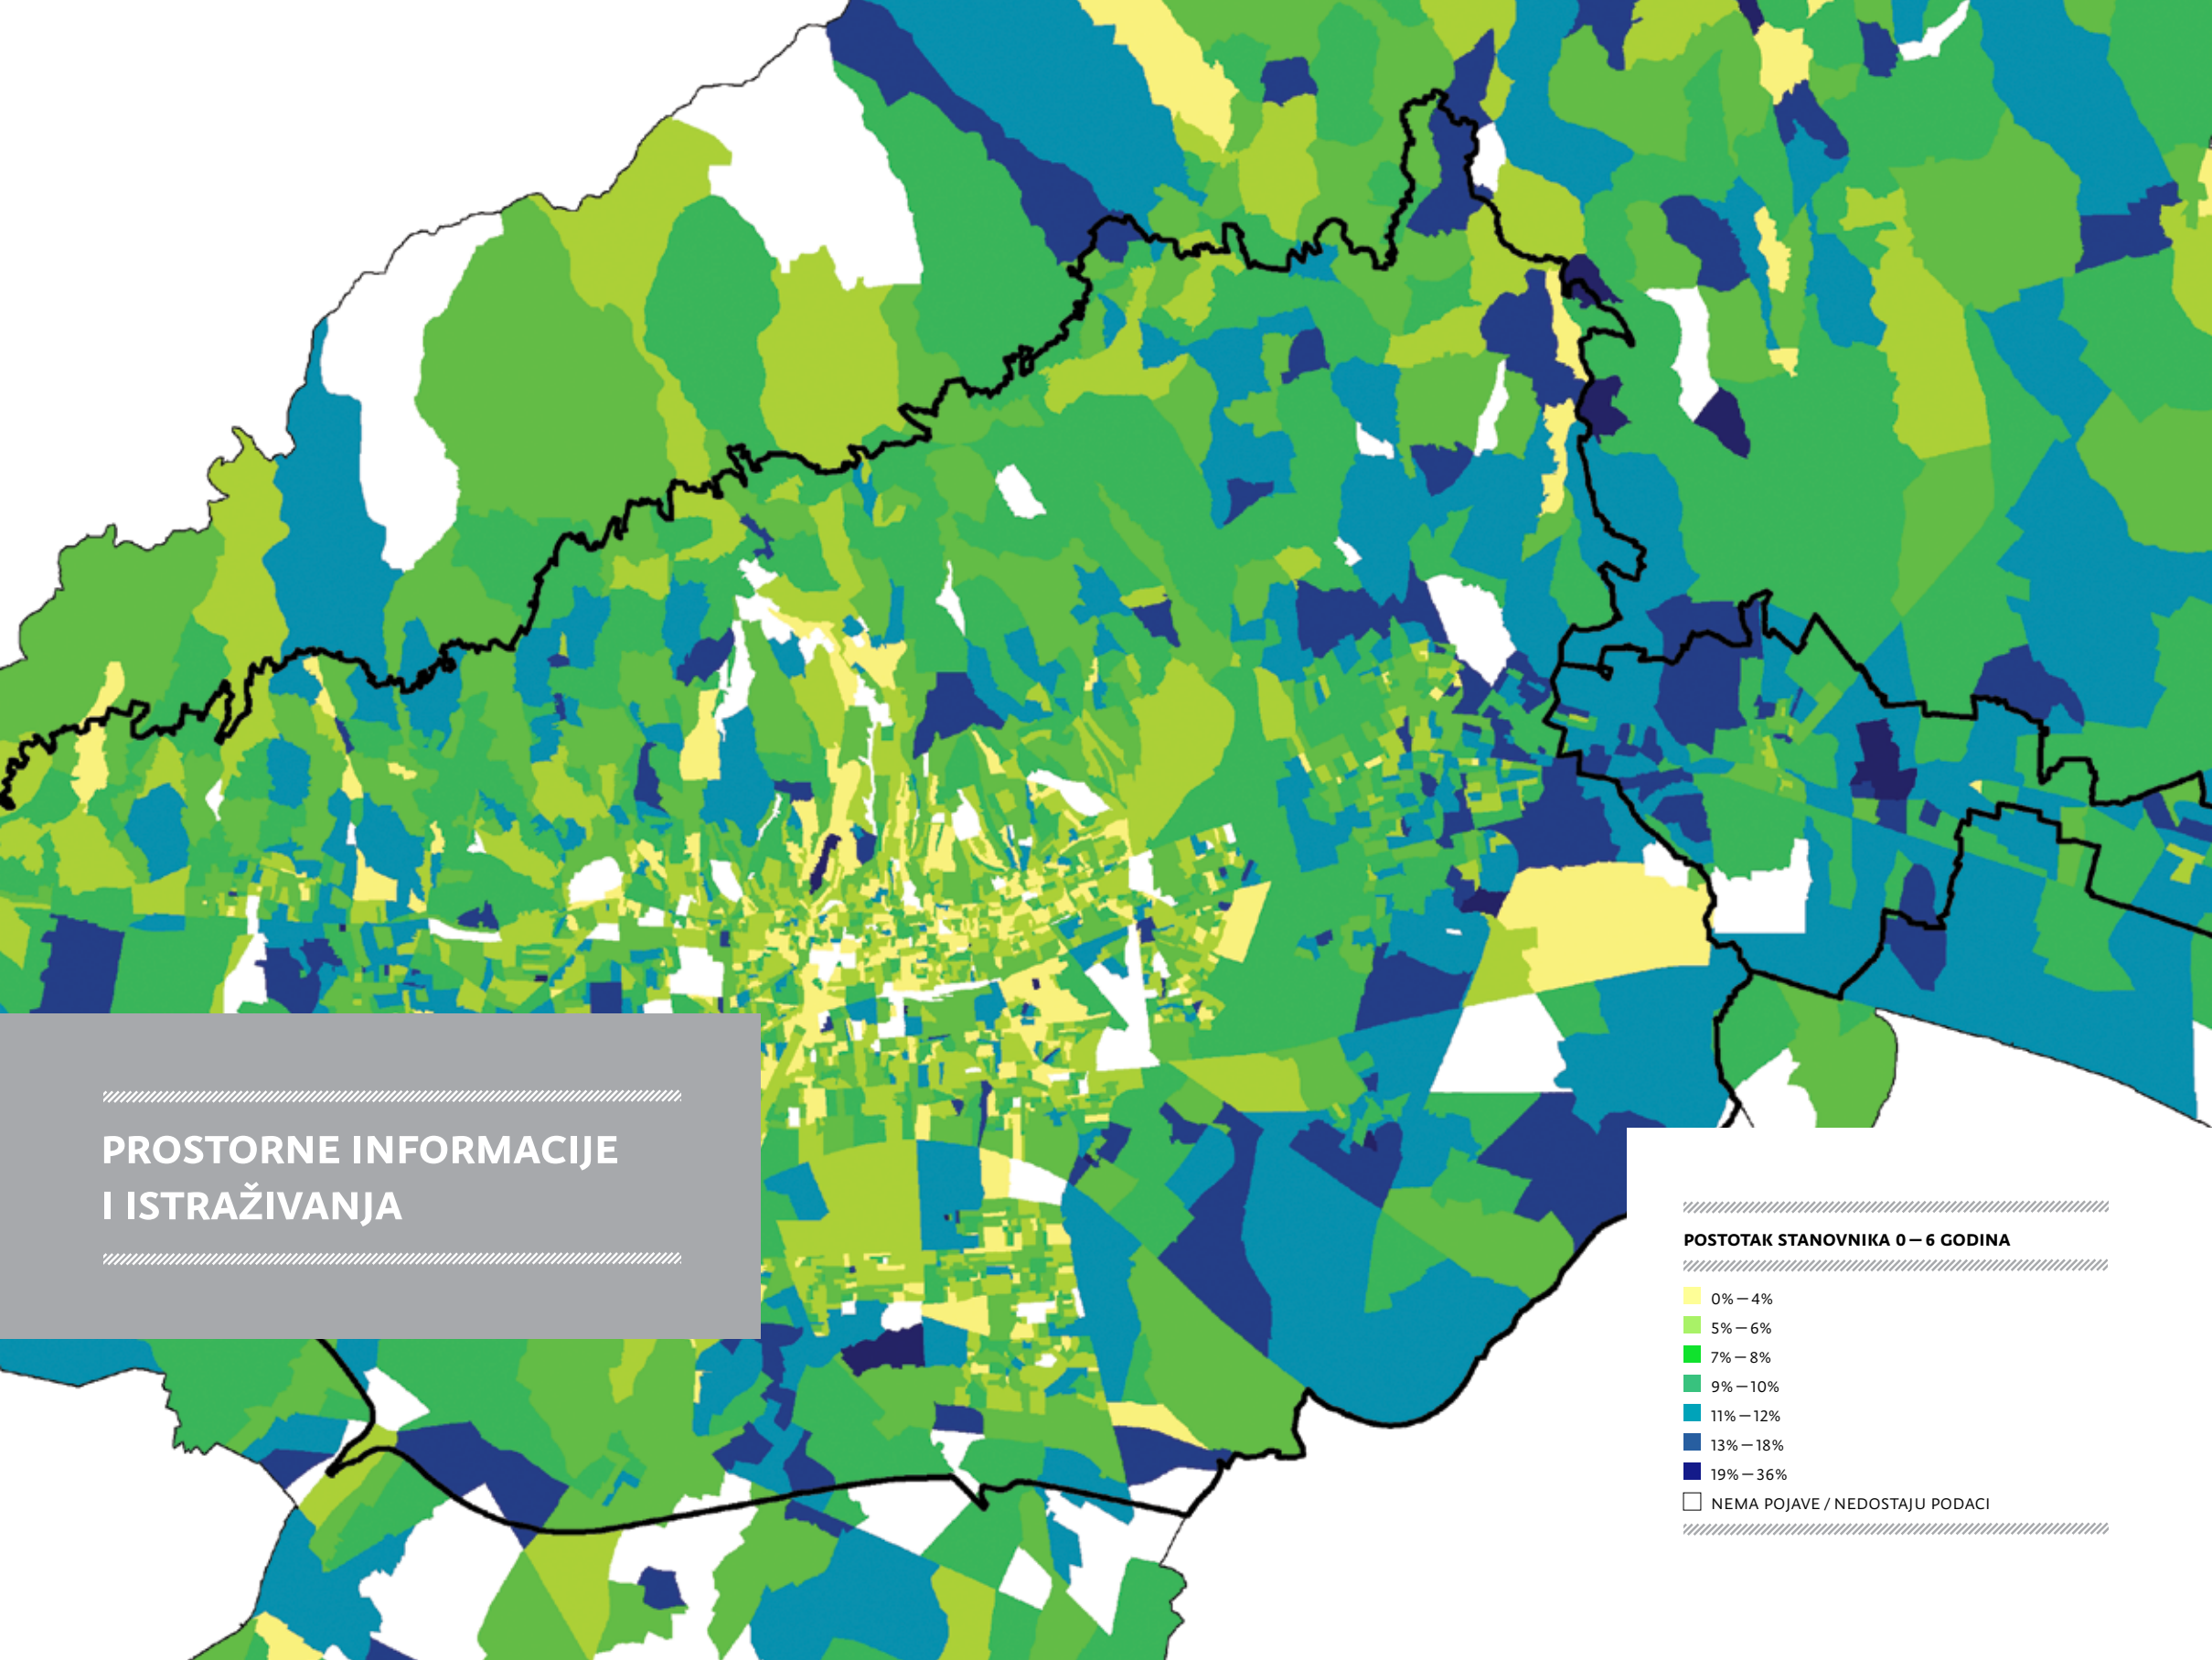 PROSTORNE INFORMACIJE
I ISTRAŽIVANJA
POSTOTAK STANOVNIKA 0 – 6 GODINA
0% – 4%
5% – 6%
7% – 8%
9% – 10%
11% – 12%
13% – 18%
19% – 36%
NEMA POJAVE / NEDOSTAJU PODACI